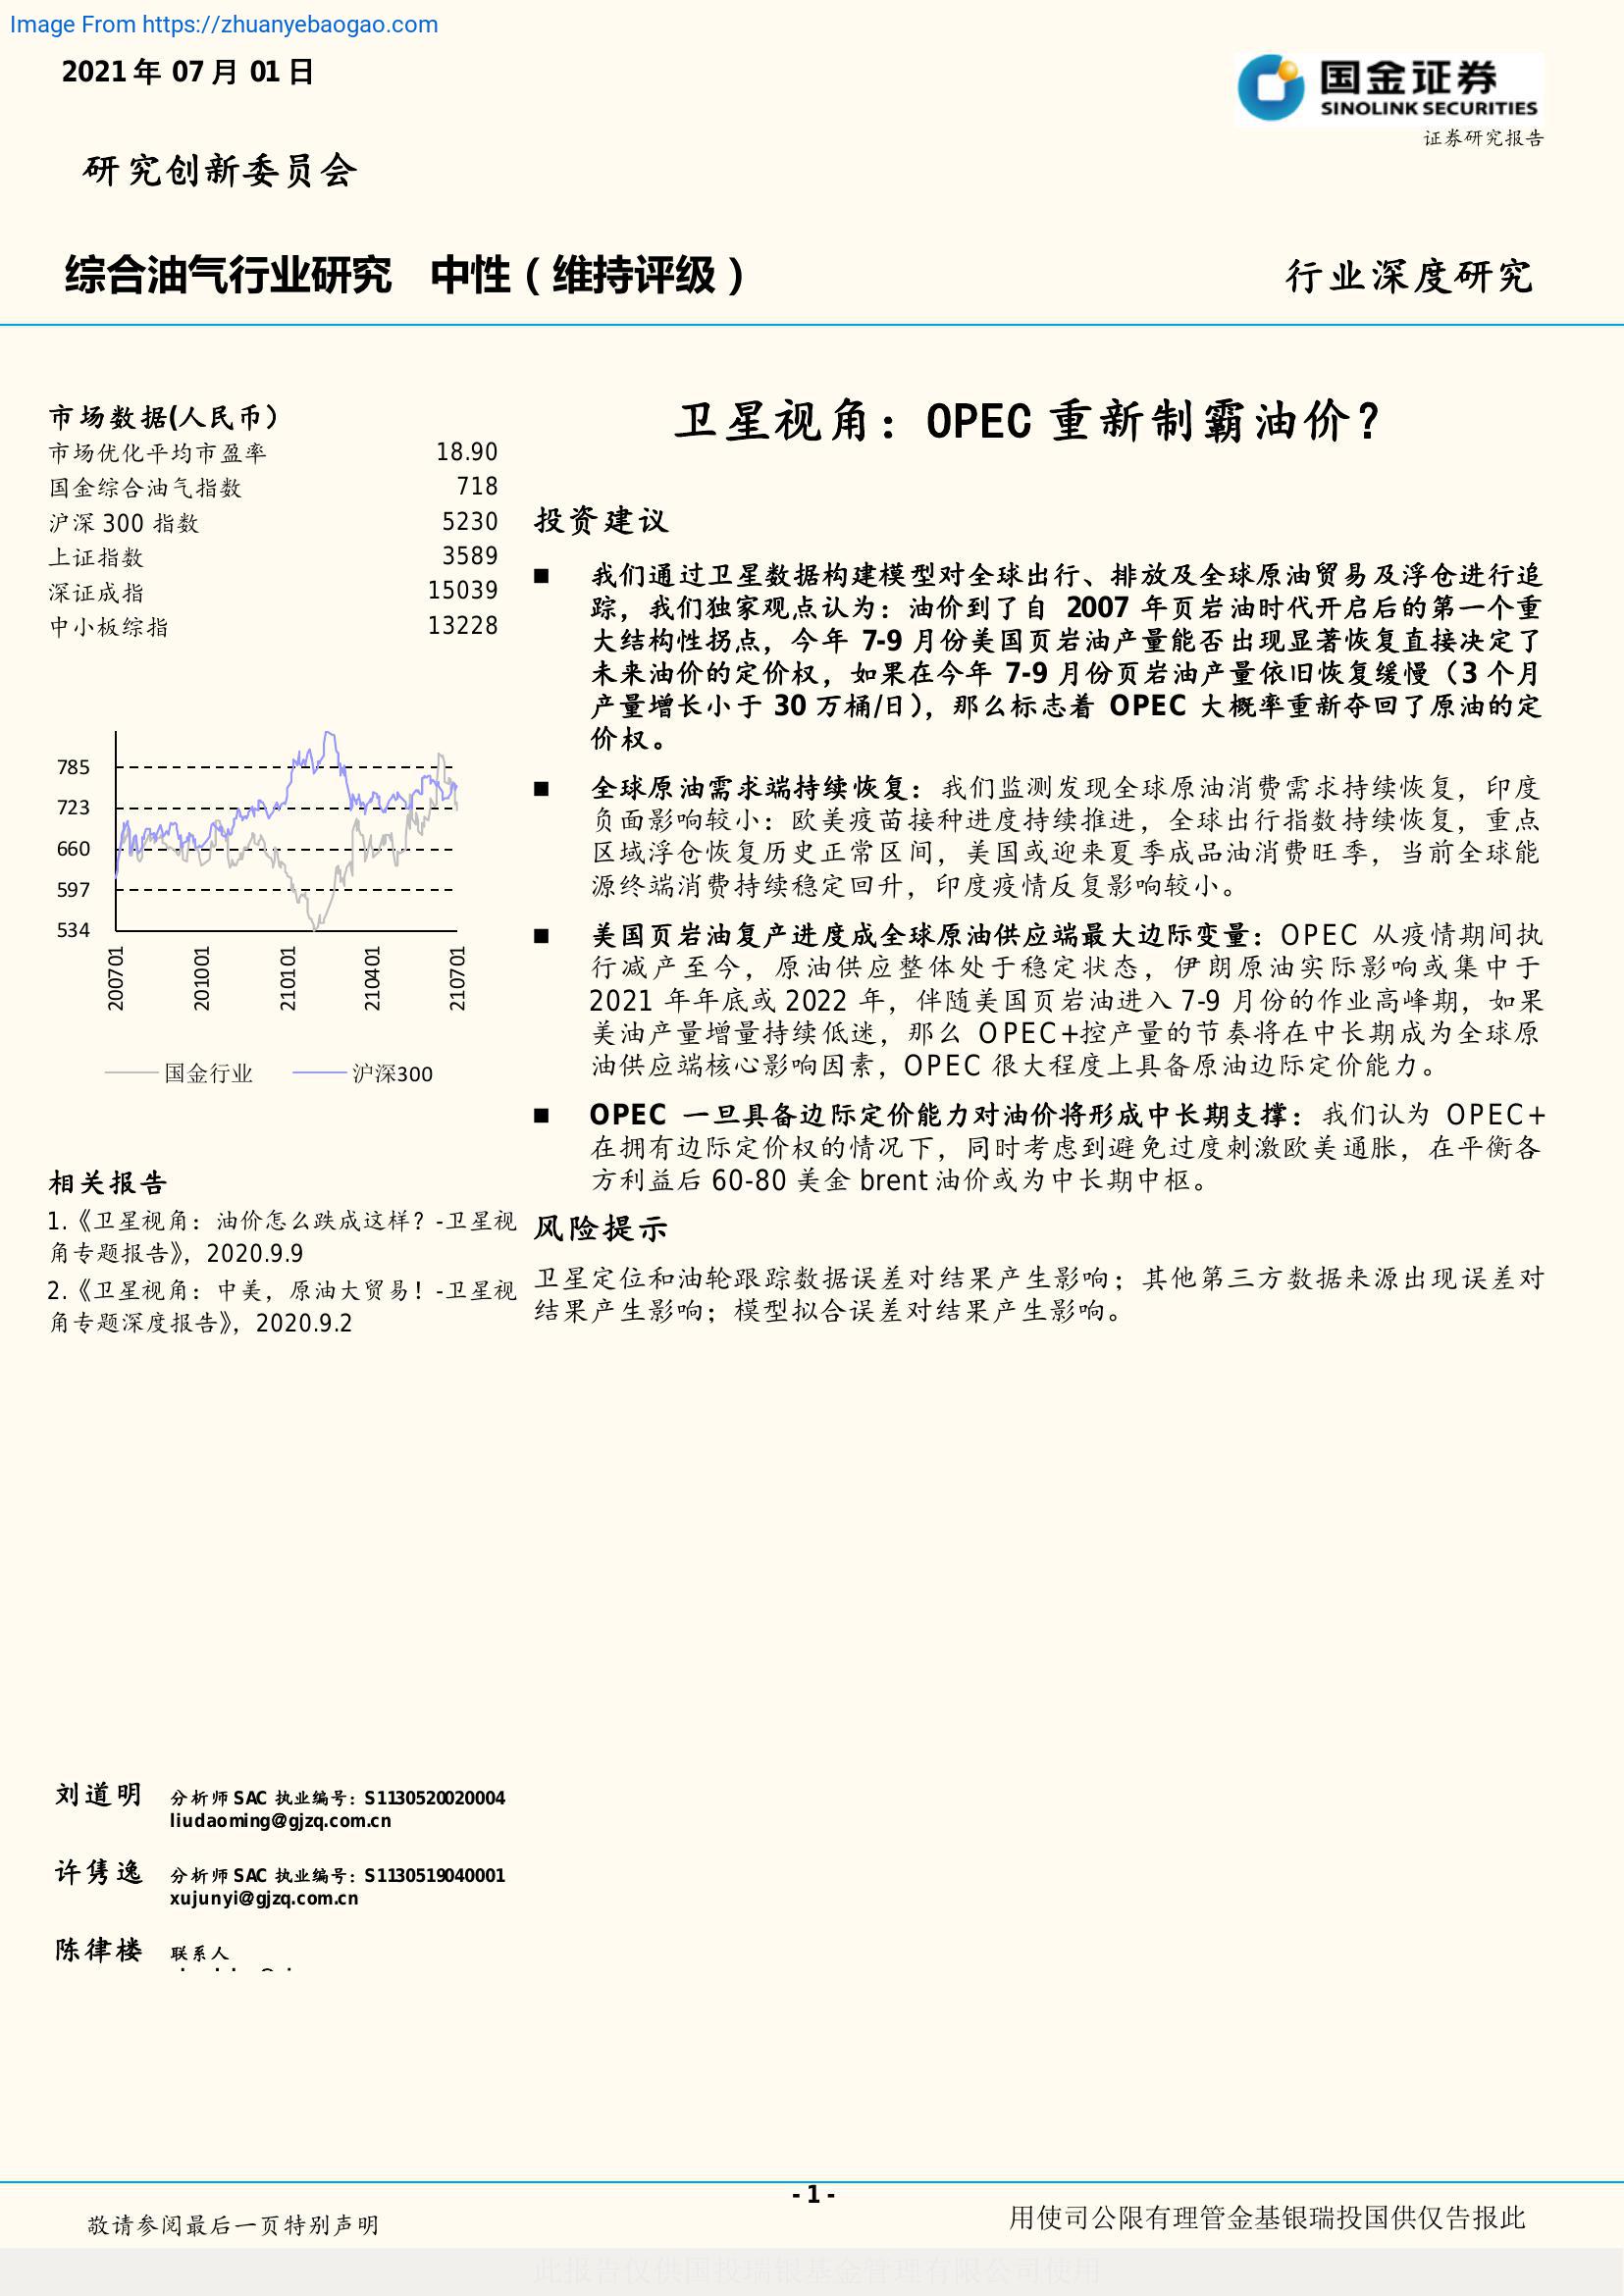 Image From https://zhuanyebaogao.com
2021 年 07 月 01 日
国金证券
SINOLINK SECURITIES
证券研究报告
研究创新委员会
综合油气行业研究 中性（维持评级）
行业深度研究
市场数据(人民币）
市场优化平均市盈率 18.90
国金综合油气指数 718
沪深 300 指数 5230
上证指数 3589
深证成指 15039
中小板综指 13228
785
723
660
597
534
200701
201001
210101
210401
210701
国金行业 沪深300
相关报告
1.《卫星视角：油价怎么跌成这样？-卫星视
角专题报告》，2020.9.9
2.《卫星视角：中美，原油大贸易！-卫星视
角专题深度报告》，2020.9.2
刘道明 分析师 SAC 执业编号：S1130520020004
liudaoming@gjzq.com.cn
许隽逸 分析师 SAC 执业编号：S1130519040001
xujunyi@gjzq.com.cn
陈律楼 联系人
卫星视角：OPEC 重新制霸油价？
投资建议
■ 我们通过卫星数据构建模型对全球出行、排放及全球原油贸易及浮仓进行追
踪，我们独家观点认为：油价到了自 2007 年页岩油时代开启后的第一个重
大结构性拐点，今年 7-9 月份美国页岩油产量能否出现显著恢复直接决定了
未来油价的定价权，如果在今年 7-9 月份页岩油产量依旧恢复缓慢（3 个月
产量增长小于 30 万桶/日），那么标志着 OPEC 大概率重新夺回了原油的定
价权。
■ 全球原油需求端持续恢复：我们监测发现全球原油消费需求持续恢复，印度
负面影响较小：欧美疫苗接种进度持续推进，全球出行指数持续恢复，重点
区域浮仓恢复历史正常区间，美国或迎来夏季成品油消费旺季，当前全球能
源终端消费持续稳定回升，印度疫情反复影响较小。
■ 美国页岩油复产进度成全球原油供应端最大边际变量：OPEC 从疫情期间执
行减产至今，原油供应整体处于稳定状态，伊朗原油实际影响或集中于
2021 年年底或 2022 年，伴随美国页岩油进入 7-9 月份的作业高峰期，如果
美油产量增量持续低迷，那么 OPEC+控产量的节奏将在中长期成为全球原
油供应端核心影响因素，OPEC 很大程度上具备原油边际定价能力。
■ OPEC 一旦具备边际定价能力对油价将形成中长期支撑：我们认为 OPEC+
在拥有边际定价权的情况下，同时考虑到避免过度刺激欧美通胀，在平衡各
方利益后 60-80 美金 brent 油价或为中长期中枢。
风险提示
卫星定位和油轮跟踪数据误差对结果产生影响；其他第三方数据来源出现误差对
结果产生影响；模型拟合误差对结果产生影响。
- 1 -
敬请参阅最后一页特别声明
用使司公限有理管金基银瑞投国供仅告报此
此报告仅供国投瑞银基金管理有限公司使用